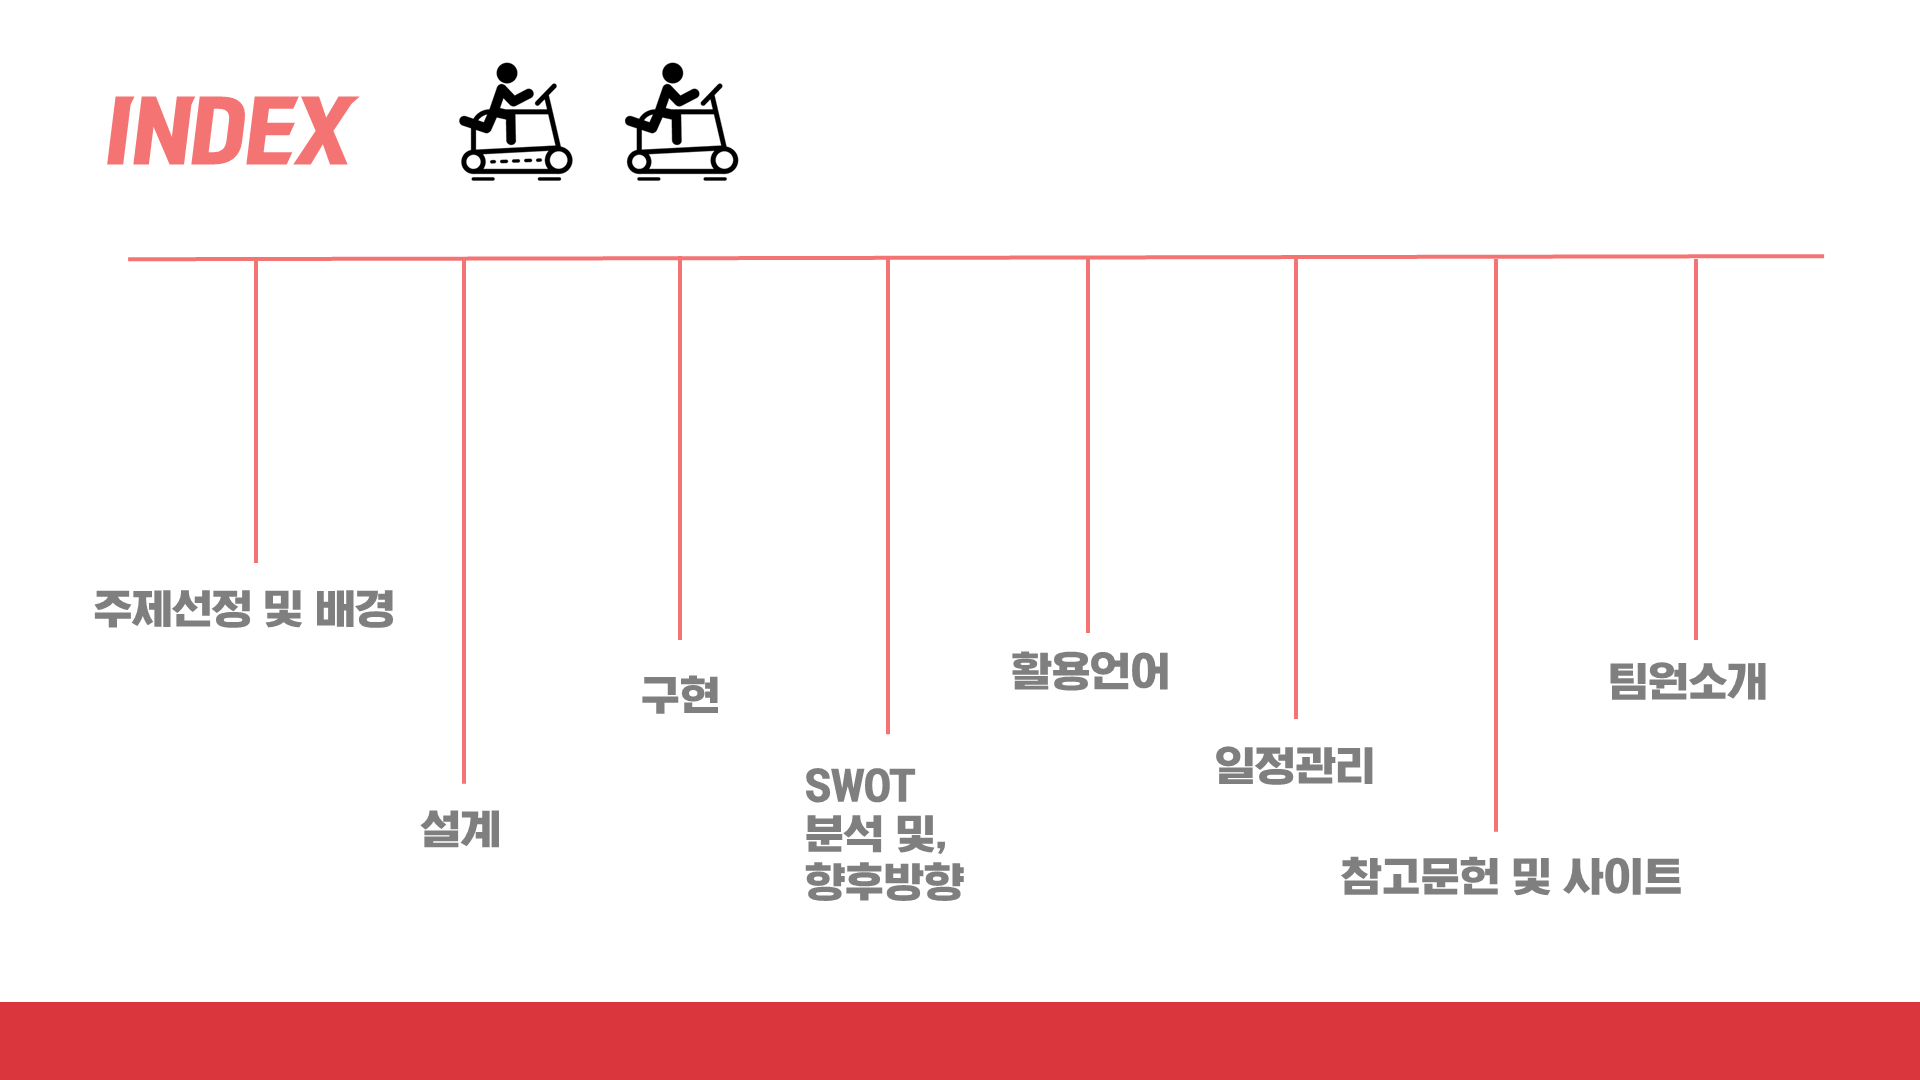 INDEX
주제선정 및 배경
설계
구현
SWOT
분석 및,
향후방향
활용언어
일정관리
참고문헌 및 사이트
팀원소개